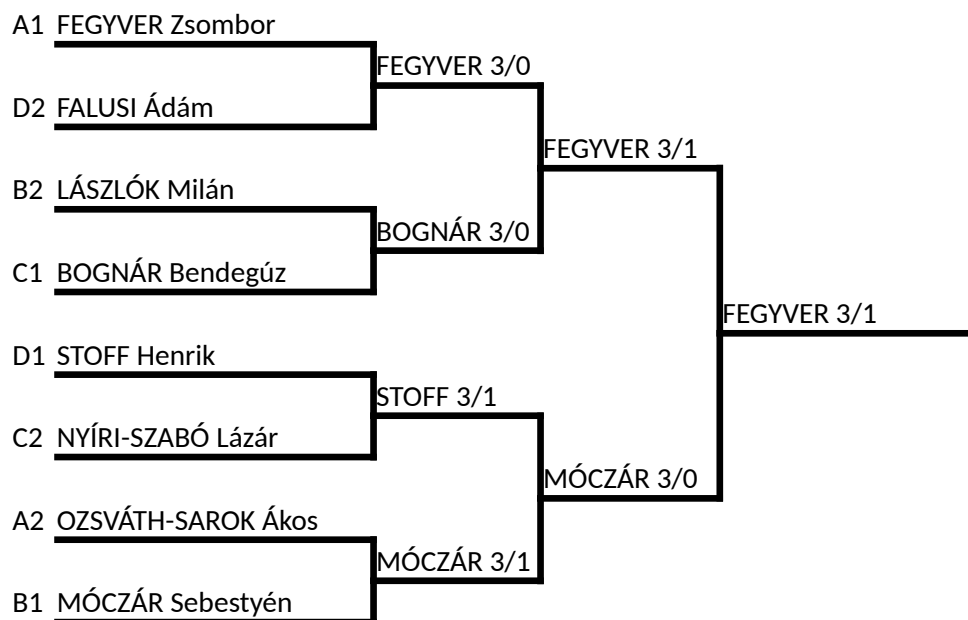 A1 FEGYVER Zsombor
FEGYVER 3/0
D2 FALUSI Ádám
FEGYVER 3/1
B2 LÁSZLÓK Milán
BOGNÁR 3/0
C1 BOGNÁR Bendegúz
FEGYVER 3/1
D1 STOFF Henrik
STOFF 3/1
C2 NYÍRI-SZABÓ Lázár
MÓCZÁR 3/0
A2 OZSVÁTH-SAROK Ákos
MÓCZÁR 3/1
B1 MÓCZÁR Sebestyén